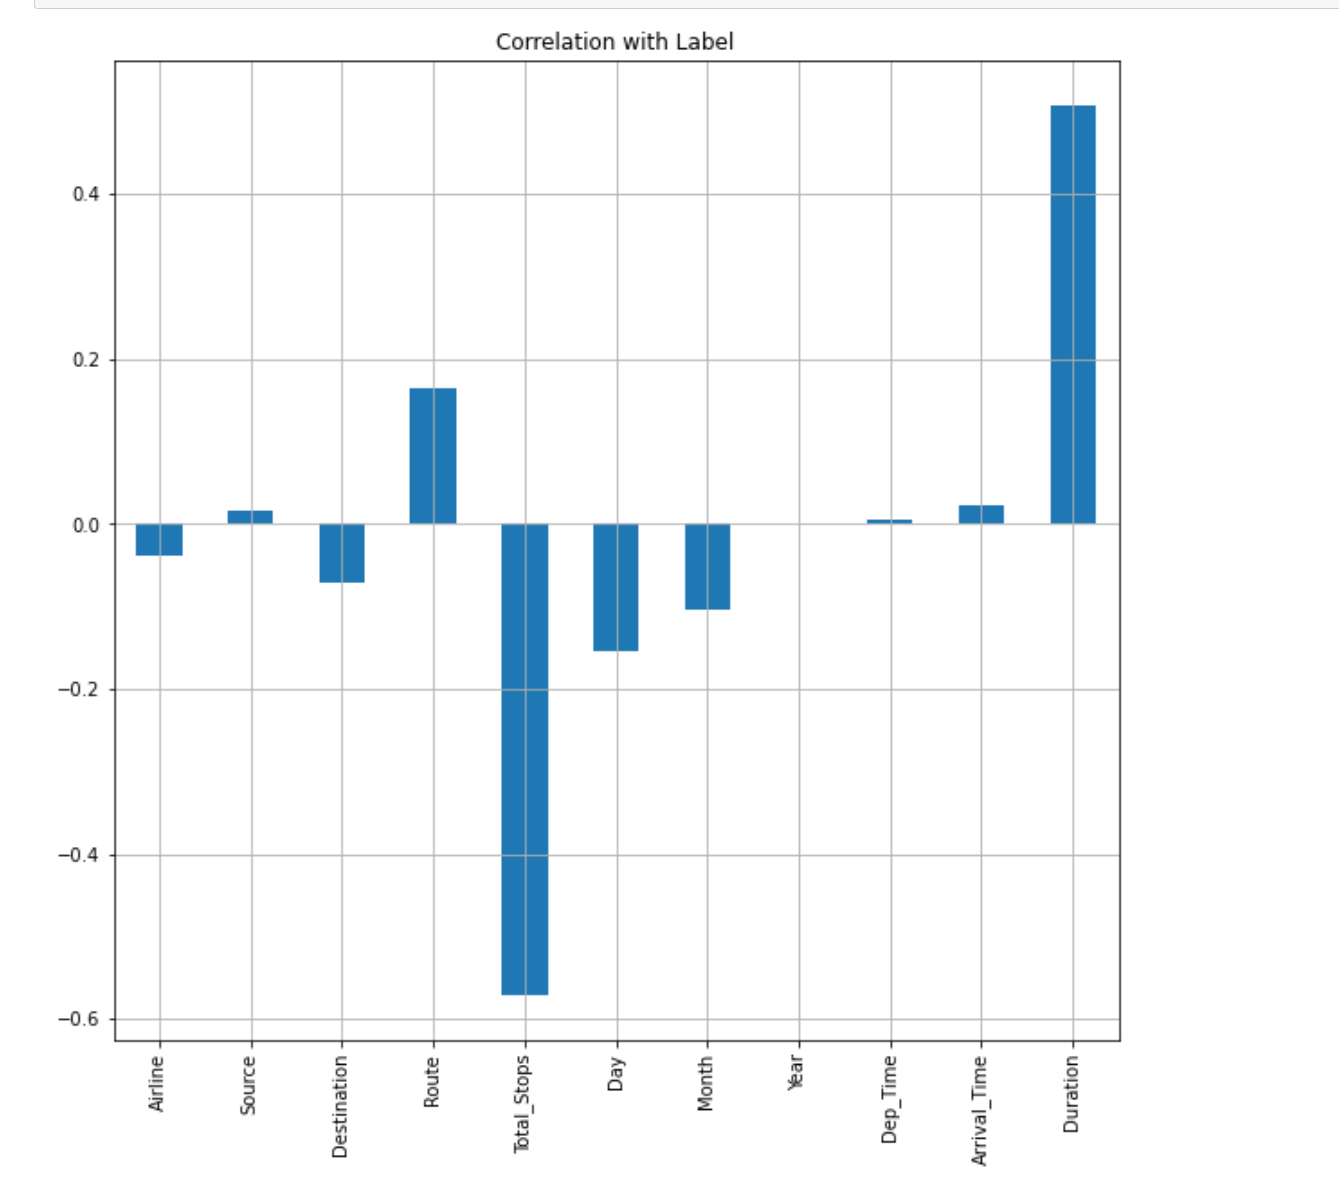 Correlation with Label
0.4
0.2
0.0
−0.2
−0.4
−0.6
Airline
Source
Destination
Route
Total_Stops
Day
Month
Year
Dep_Time
Arrival_Time
Duration